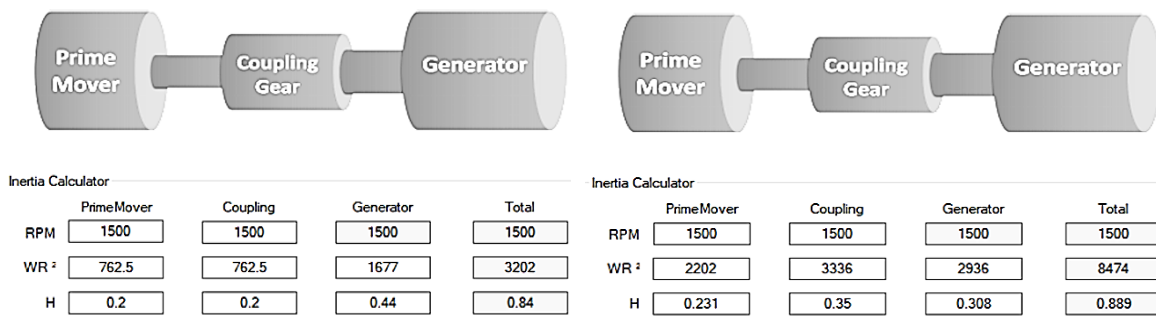 Prime
Mover
Coupling
Gear
Generator
Inertia Calculator
PrimeMover Coupling Generator Total
RPM 1500 1500 1500 1500
WR ² 762.5 762.5 1677 3202
H 0.2 0.2 0.44 0.84
Prime
Mover
Coupling
Gear
Generator
Inertia Calculator
PrimeMover Coupling Generator Total
RPM 1500 1500 1500 1500
WR ² 2202 3336 2936 8474
H 0.231 0.35 0.308 0.889